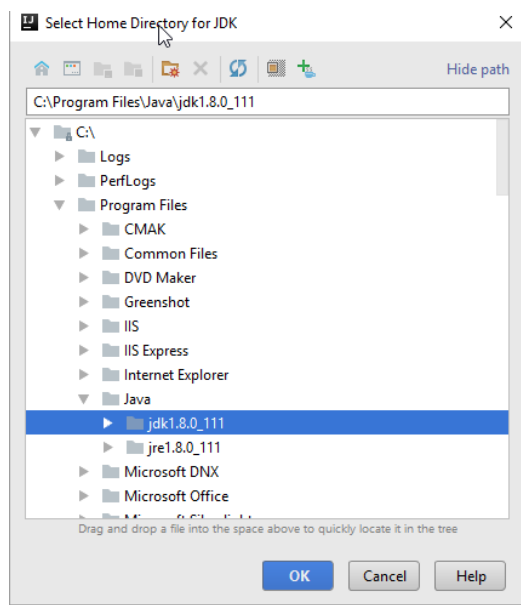 Select Home Directory for JDK
Hide path
C:\Program Files\Java\jdk1.8.0_111
C:\
Logs
PerfLogs
Program Files
CMAK
Common Files
DVD Maker
Greenshot
IIS
IIS Express
Internet Explorer
Java
jdk1.8.0_111
jre1.8.0_111
Microsoft DNX
Microsoft Office
Drag and drop a file into the space above to quickly locate it in the tree
OK Cancel Help